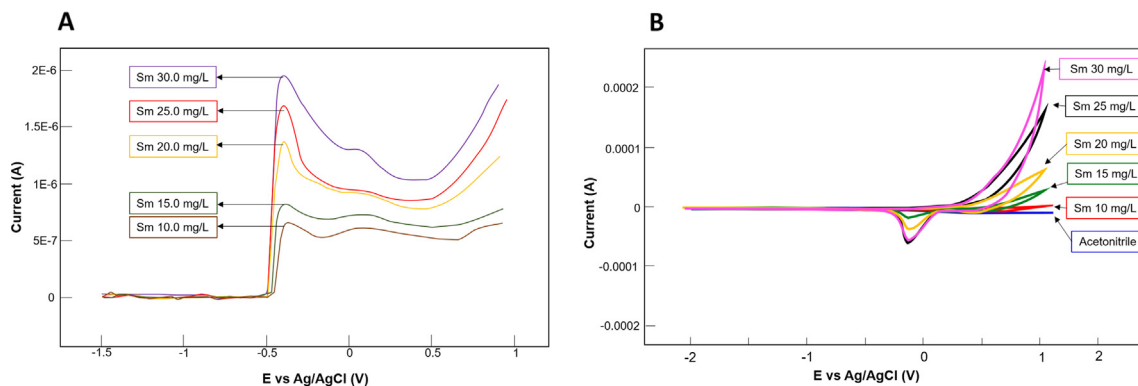 A
Current (A)
2E-6
1.5E-6
1E-6
5E-7
0
Sm 30.0 mg/L
Sm 25.0 mg/L
Sm 20.0 mg/L
Sm 15.0 mg/L
Sm 10.0 mg/L
-1.5
-1
-0.5
0
0.5
1
E vs Ag/AgCl (V)
B
Current (A)
0.0002
0.0001
0
-0.0001
-0.0002
Sm 30 mg/L
Sm 25 mg/L
Sm 20 mg/L
Sm 15 mg/L
Sm 10 mg/L
Acetonitrile
-2
-1
0
1
2
E vs Ag/AgCl (V)